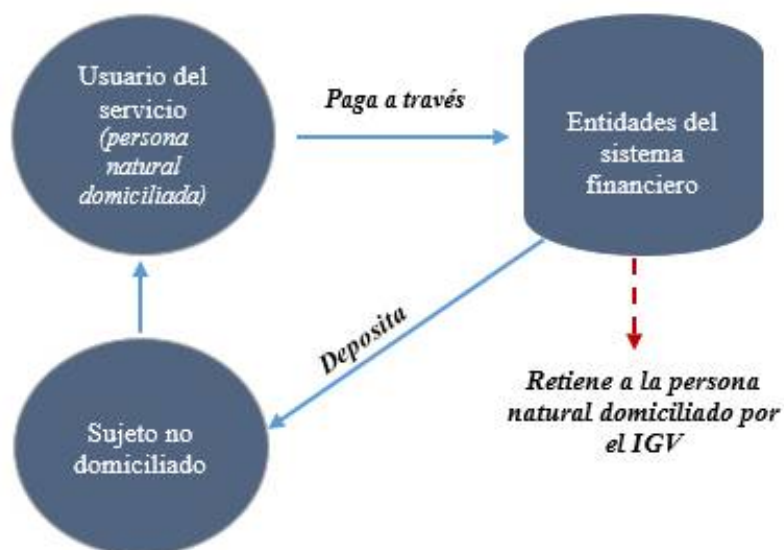 Usuario del
servicio
(persona
natural
domiciliada)
Paga a través
Entidades del
sistema
financiero
Deposita
Sujeto no
domiciliado
Retiene a la persona
natural domiciliado por
el IGV